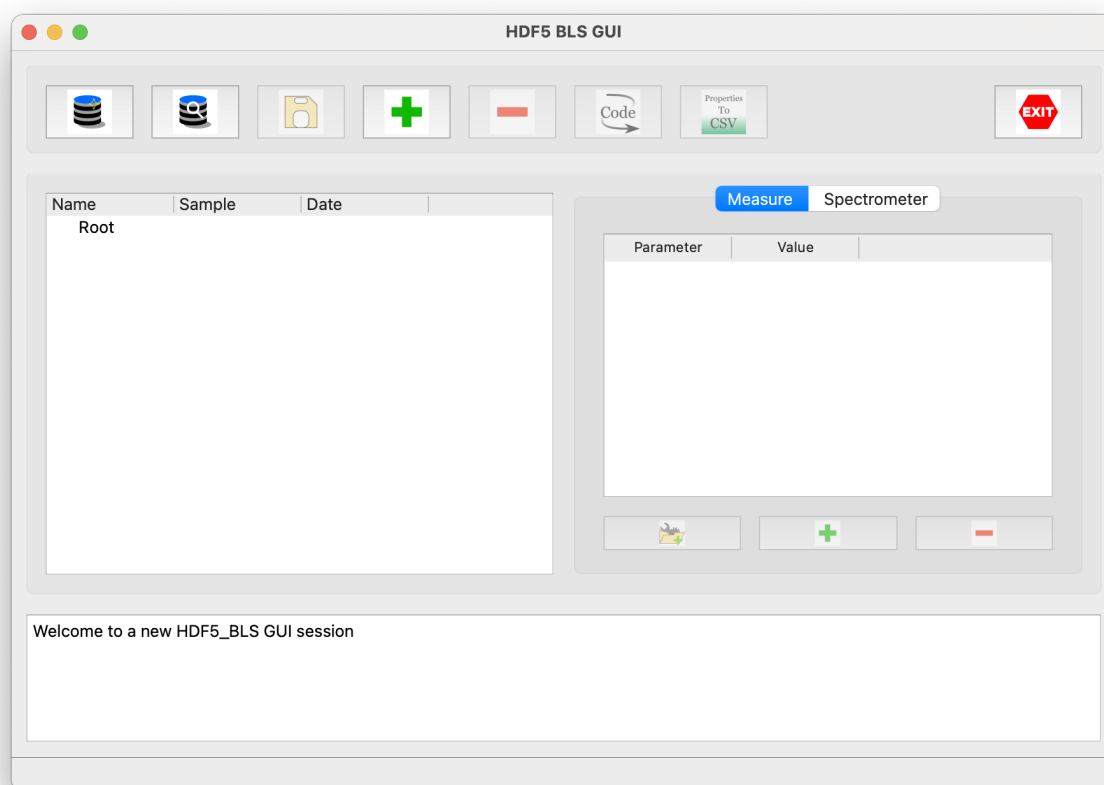 HDF5 BLS GUI
Code
Properties
To
CSV
EXIT
Name Sample Date
Root
Measure Spectrometer
Parameter Value
Welcome to a new HDF5_BLS GUI session